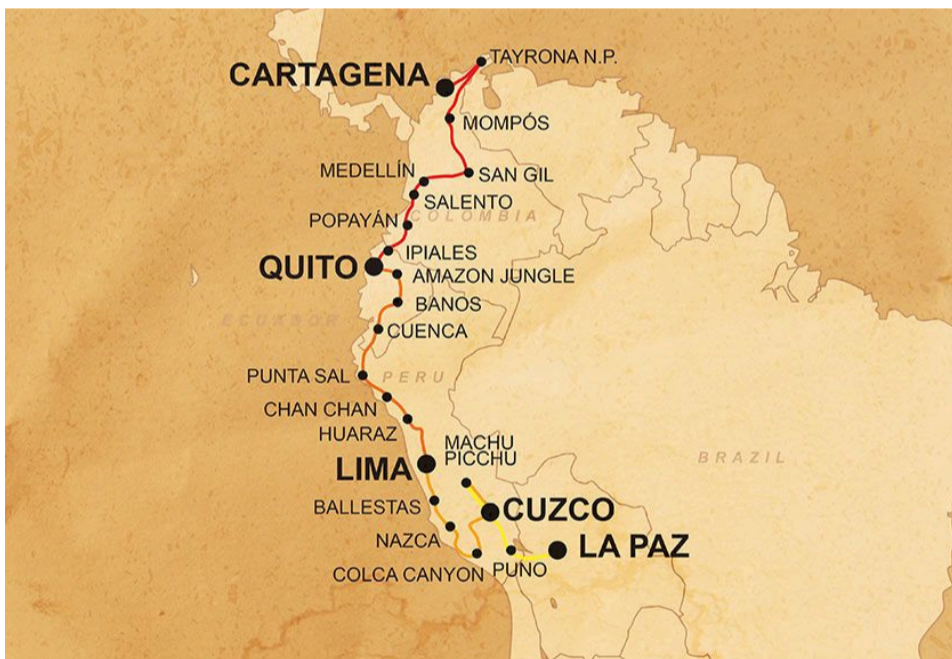 TAYRONA N.P.
CARTAGENA
MOMPÓS
MEDELLÍN
SAN GIL
SALENTO
POPAYÁN
COLOMBIA
IPIALES
QUITO
AMAZON JUNGLE
BANOS
ECUADOR
CUENCA
PUNTA SAL
PERU
CHAN CHAN
HUARAZ
MACHU
PICCHU
LIMA
BRAZIL
BALLESTAS
CUZCO
NAZCA
LA PAZ
PUNO
COLCA CANYON